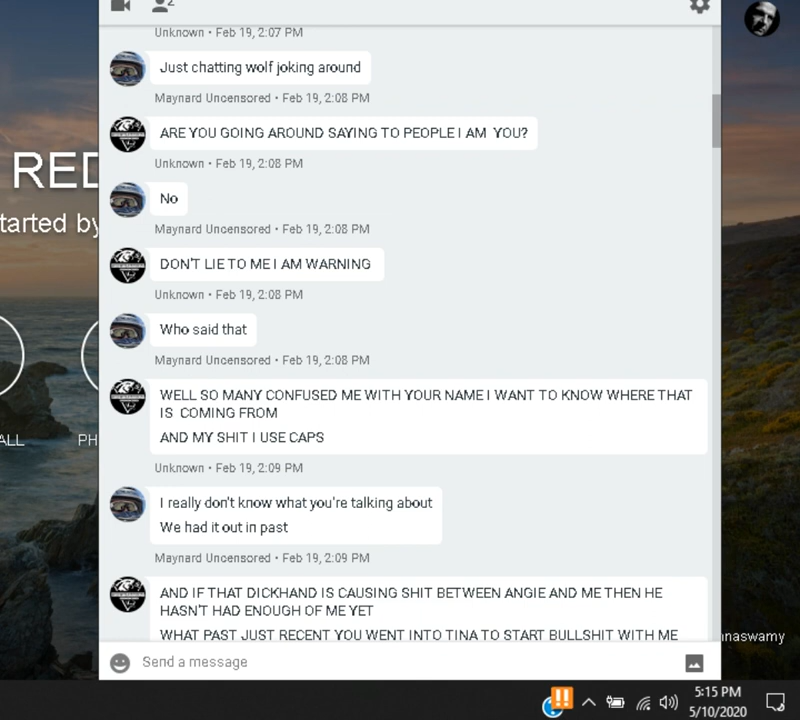 2
Unknown • Feb 19, 2:07 PM
RED
Just chatting wolf joking around
Maynard Uncensored • Feb 19, 2:08 PM
ARE YOU GOING AROUND SAYING TO PEOPLE I AM YOU?
Unknown • Feb 19, 2:08 PM
tarted by
No
Maynard Uncensored • Feb 19, 2:08 PM
DON'T LIE TO ME I AM WARNING
Unknown • Feb 19, 2:08 PM
Who said that
Maynard Uncensored • Feb 19, 2:08 PM
WELL SO MANY CONFUSED ME WITH YOUR NAME I WANT TO KNOW WHERE THAT
IS COMING FROM
AND MY SHIT I USE CAPS
ALL
PH
Unknown • Feb 19, 2:09 PM
I really don't know what you're talking about
We had it out in past
Maynard Uncensored • Feb 19, 2:09 PM
AND IF THAT DICKHAND IS CAUSING SHIT BETWEEN ANGIE AND ME THEN HE
HASN'T HAD ENOUGH OF ME YET
WHAT PAST JUST RECENT YOU WENT INTO TINA TO START BULLSHIT WITH ME
naswamy
Send a message
5:15 PM
5/10/2020